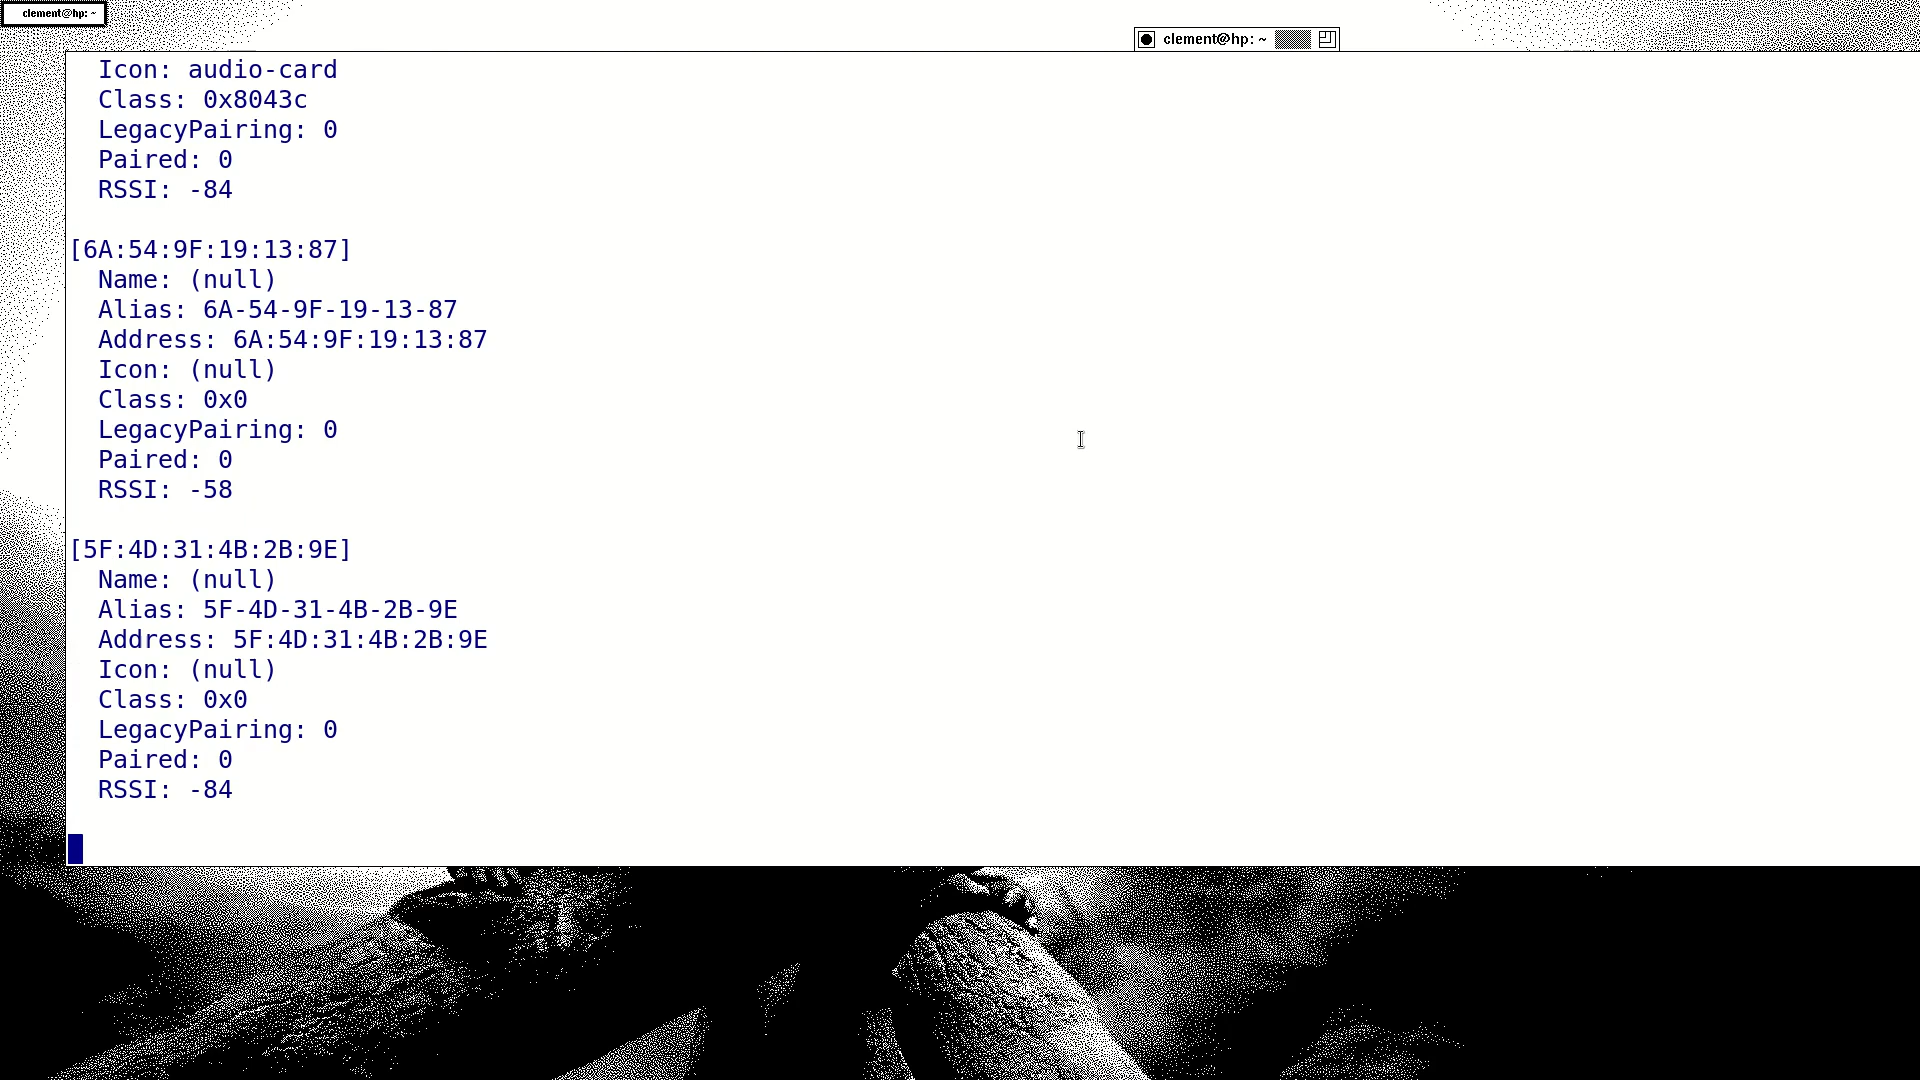 clement@hp: ~
clement@hp: ~
Icon: audio-card
Class: 0x8043c
LegacyPairing: 0
Paired: 0
RSSI: -84
[6A:54:9F:19:13:87]
Name: (null)
Alias: 6A-54-9F-19-13-87
Address: 6A:54:9F:19:13:87
Icon: (null)
Class: 0x0
LegacyPairing: 0
Paired: 0
RSSI: -58
[5F:4D:31:4B:2B:9E]
Name: (null)
Alias: 5F-4D-31-4B-2B-9E
Address: 5F:4D:31:4B:2B:9E
Icon: (null)
Class: 0x0
LegacyPairing: 0
Paired: 0
RSSI: -84